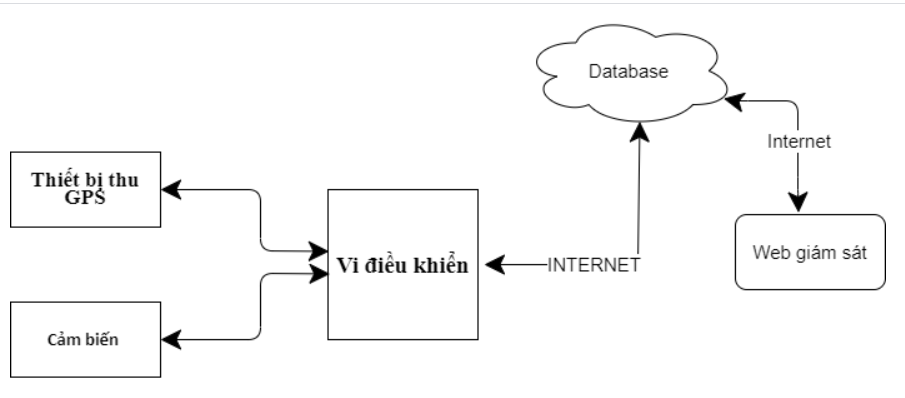 Database
Internet
Thiết bị thu
GPS
Vi điều khiển
INTERNET
Web giám sát
Cảm biến